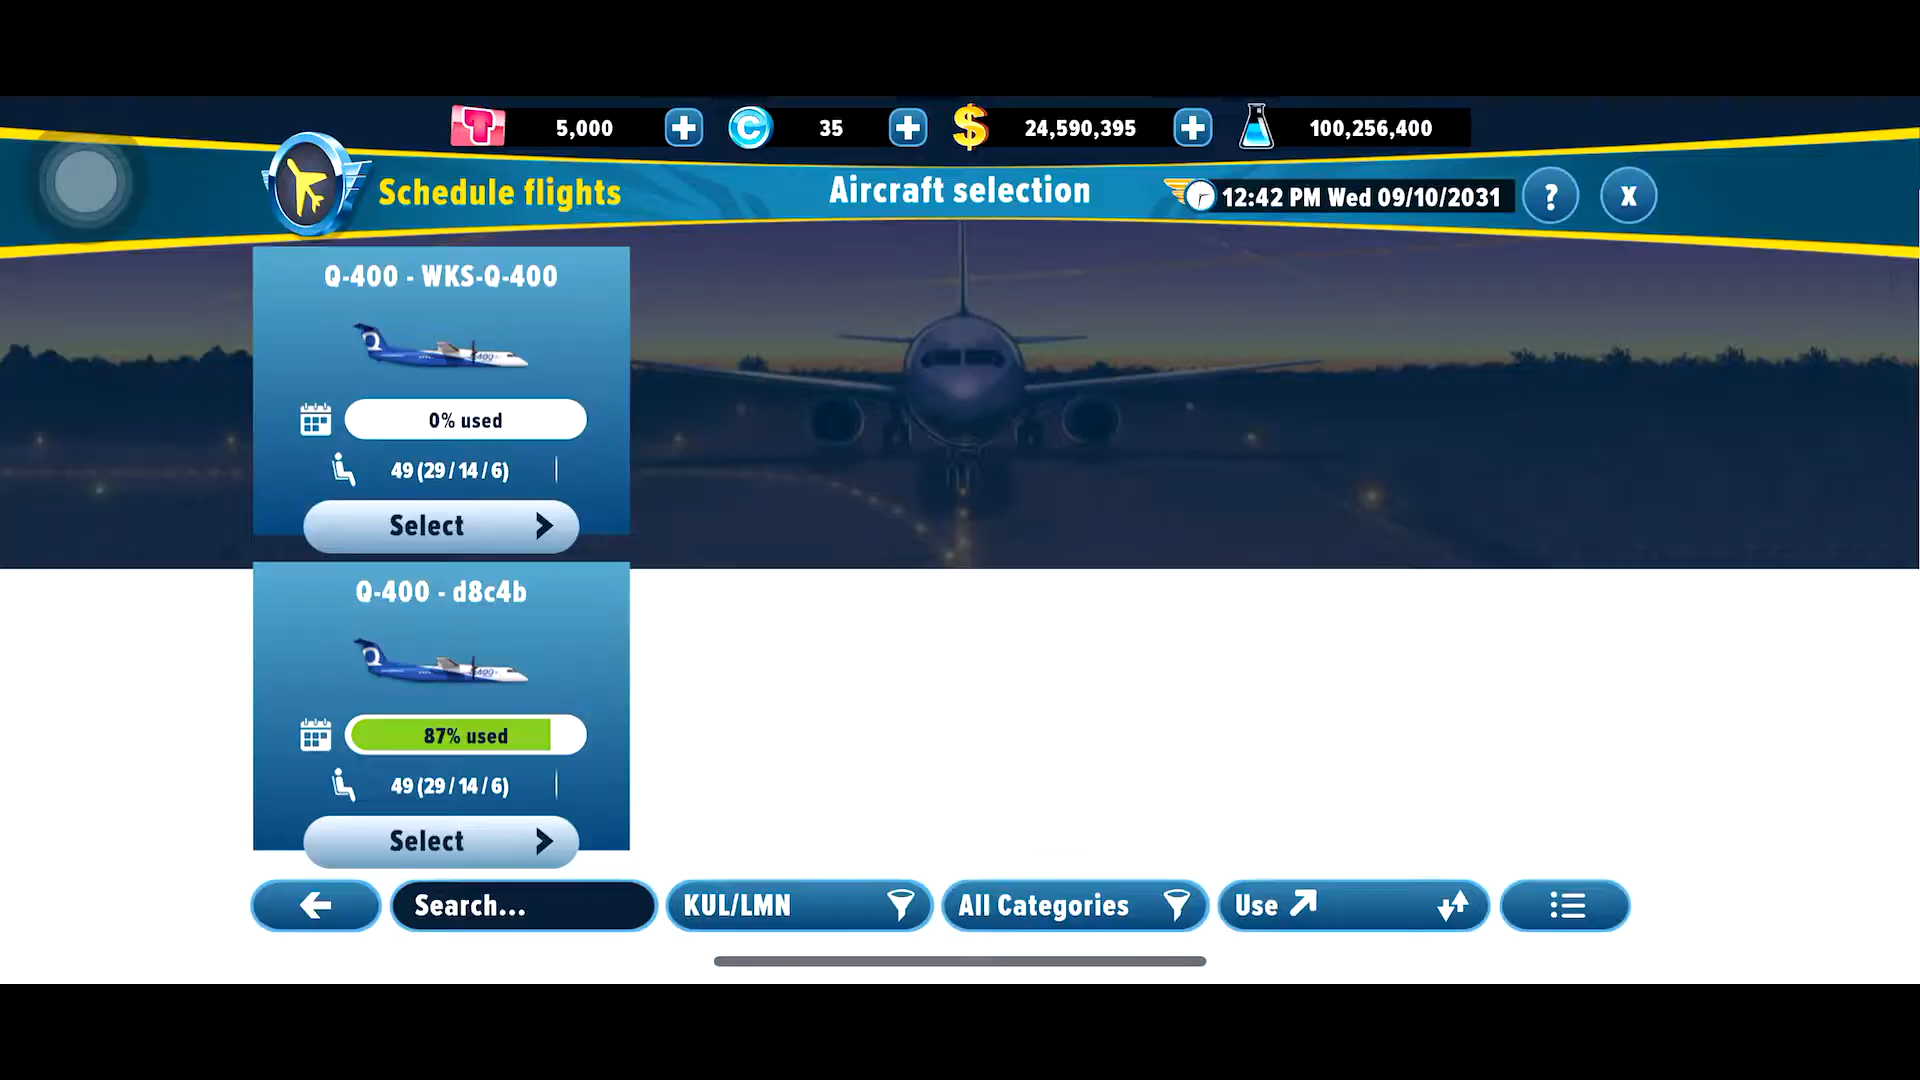 5,000
35
24,590,395
100,256,400
Schedule flights
Aircraft selection
12:42 PM Wed 09/10/2031
?
X
Q-400 - WKS-Q-400
0% used
49 (29 / 14 / 6)
Select
Q-400 - d8c4b
87% used
49 (29 / 14 / 6)
Select
Search...
KUL/LMN
All Categories
Use